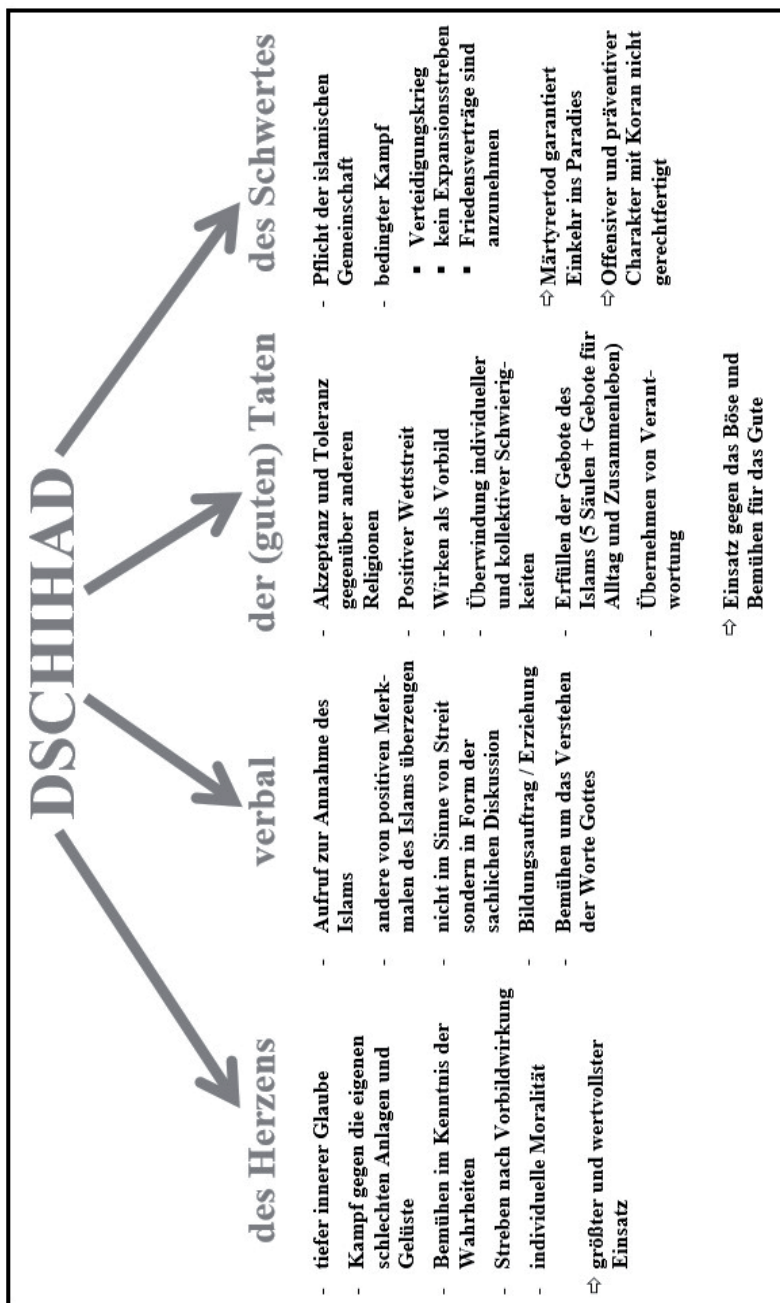 DSCHIHAD
des Herzens
- tiefer innerer Glaube
- Kampf gegen die eigenen
schlechten Anlagen und
Gelüste
- Bemühen im Kenntnis der
Wahrheiten
- Streben nach Vorbildwirkung
- individuelle Moralität
⇨ größter und wertvollster
Einsatz
verbal
- Aufruf zur Annahme des
Islams
- andere von positiven Merk-
malen des Islams überzeugen
- nicht im Sinne von Streit
sondern in Form der
sachlichen Diskussion
- Bildungsauftrag / Erziehung
- Bemühen um das Verstehen
der Worte Gottes
der (guten) Taten
- Akzeptanz und Toleranz
gegenüber anderen
Religionen
- Positiver Wettstreit
- Wirken als Vorbild
- Überwindung individueller
und kollektiver Schwierig-
keiten
- Erfüllen der Gebote des
Islams (5 Säulen + Gebote für
Alltag und Zusammenleben)
- Übernehmen von Verant-
wortung
⇨ Einsatz gegen das Böse und
Bemühen für das Gute
des Schwertes
- Pflicht der islamischen
Gemeinschaft
- bedingter Kampf
▪ Verteidigungskrieg
▪ kein Expansionsstreben
▪ Friedensverträge sind
anzunehmen
⇨ Märtyrertod garantiert
Einkehr ins Paradies
⇨ Offensiver und präventiver
Charakter mit Koran nicht
gerechtfertigt